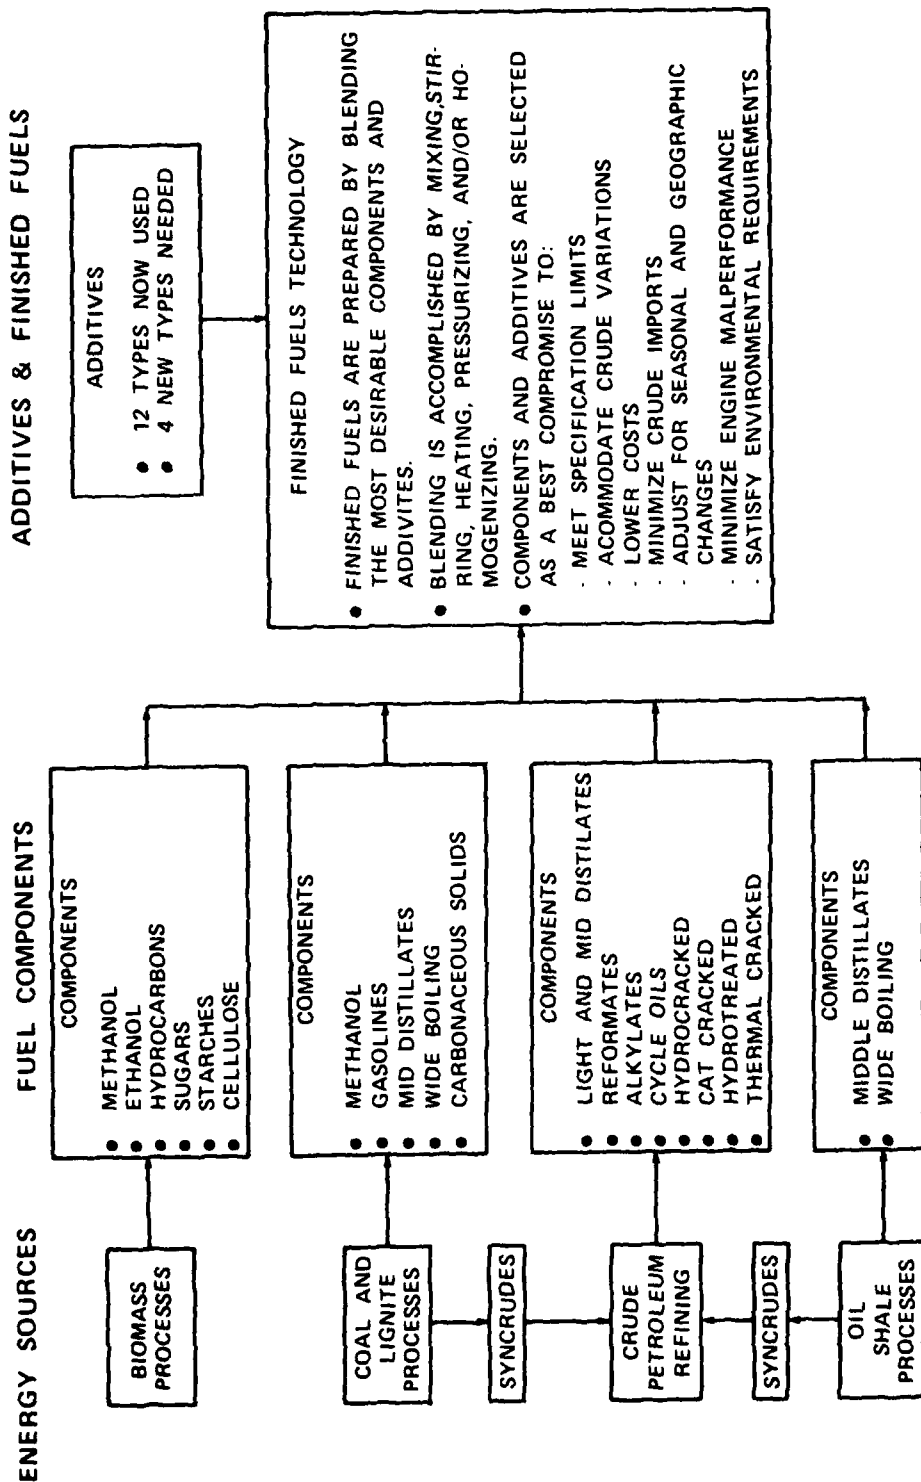 ENERGY SOURCES
FUEL COMPONENTS
ADDITIVES & FINISHED FUELS
BIOMASS
PROCESSES
COAL AND
LIGNITE
PROCESSES
SYNCRUDES
CRUDE
PETROLEUM
REFINING
SYNCRUDES
OIL
SHALE
PROCESSES
COMPONENTS
● METHANOL
● ETHANOL
● HYDROCARBONS
● SUGARS
● STARCHES
● CELLULOSE
COMPONENTS
● METHANOL
● GASOLINES
● MID DISTILLATES
● WIDE BOILING
● CARBONACEOUS SOLIDS
COMPONENTS
● LIGHT AND MID DISTILATES
● REFORMATES
● ALKYLATES
● CYCLE OILS
● HYDROCRACKED
● CAT CRACKED
● HYDROTREATED
● THERMAL CRACKED
COMPONENTS
● MIDDLE DISTILLATES
● WIDE BOILING
ADDITIVES
● 12 TYPES NOW USED
● 4 NEW TYPES NEEDED
FINISHED FUELS TECHNOLOGY
● FINISHED FUELS ARE PREPARED BY BLENDING
THE MOST DESIRABLE COMPONENTS AND
ADDIVITES.
● BLENDING IS ACCOMPLISHED BY MIXING,STIR-
RING, HEATING, PRESSURIZING, AND/OR HO-
MOGENIZING.
● COMPONENTS AND ADDITIVES ARE SELECTED
AS A BEST COMPROMISE TO:
- MEET SPECIFICATION LIMITS
- ACOMMODATE CRUDE VARIATIONS
- LOWER COSTS
- MINIMIZE CRUDE IMPORTS
- ADJUST FOR SEASONAL AND GEOGRAPHIC
CHANGES
- MINIMIZE ENGINE MALPERFORMANCE
- SATISFY ENVIRONMENTAL REQUIREMENTS